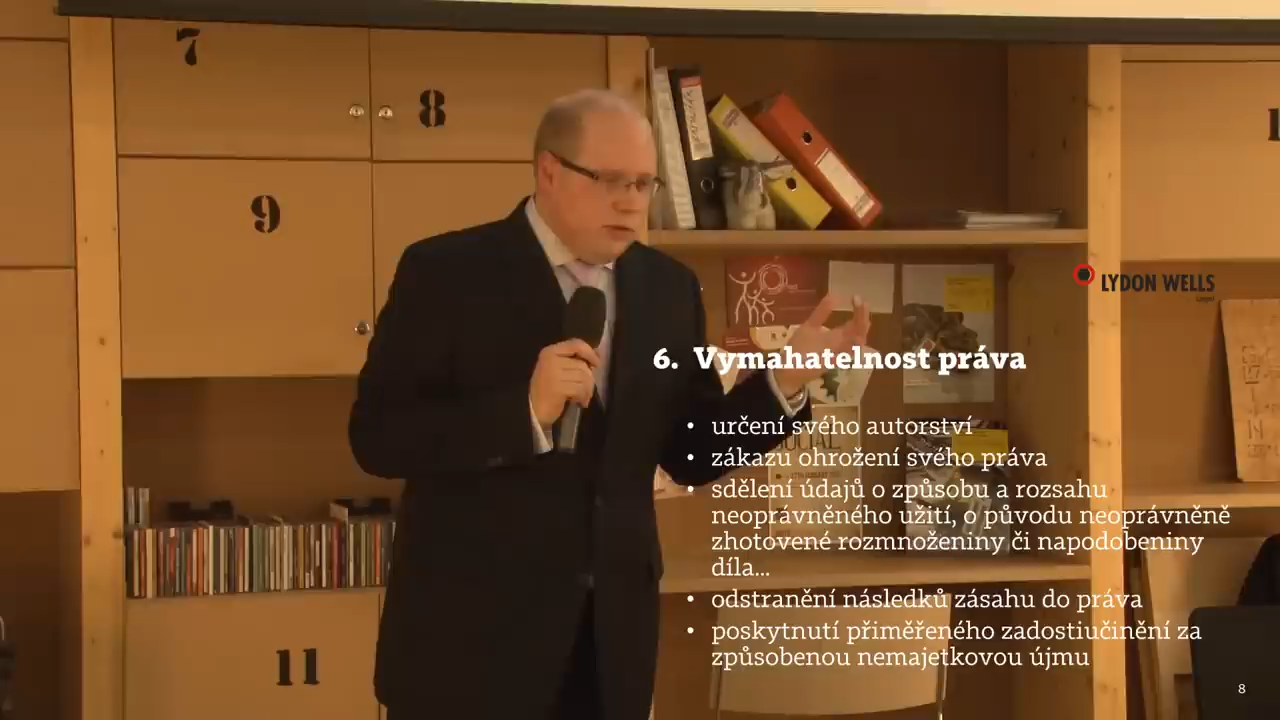 7
8
9
LYDON WELLS
Legal
6. Vymahatelnost práva
• určení svého autorství
• zákazu ohrožení svého práva
• sdělení údajů o způsobu a rozsahu
neoprávněného užití, o původu neoprávněně
zhotovené rozmnoženiny či napodobeniny
díla...
• odstranění následků zásahu do práva
• poskytnutí přiměřeného zadostiučinění za
způsobenou nemajetkovou újmu
11
8